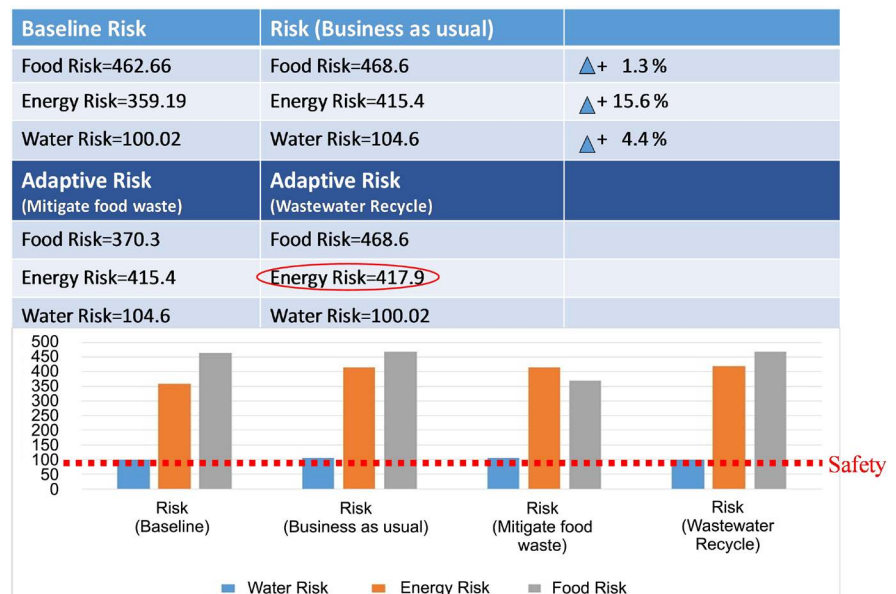 Baseline Risk Risk (Business as usual)
Food Risk=462.66 Food Risk=468.6 + 1.3 %
Energy Risk=359.19 Energy Risk=415.4 + 15.6 %
Water Risk=100.02 Water Risk=104.6 + 4.4 %
Adaptive Risk Adaptive Risk
(Mitigate food waste) (Wastewater Recycle)
Food Risk=370.3 Food Risk=468.6
Energy Risk=415.4 Energy Risk=417.9
Water Risk=104.6 Water Risk=100.02
500
450
400
350
300
250
200
150
100
50
0
Safety
Risk
(Baseline)
Risk
(Business as usual)
Risk
(Mitigate food
waste)
Risk
(Wastewater
Recycle)
Water Risk Energy Risk Food Risk